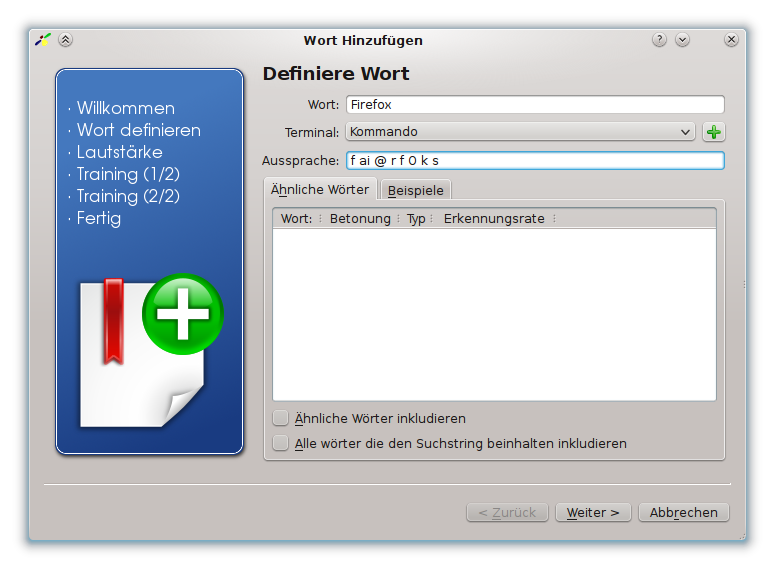 Wort Hinzufügen
· Willkommen
· Wort definieren
· Lautstärke
· Training (1/2)
· Training (2/2)
· Fertig
Definiere Wort
Wort: Firefox
Terminal: Kommando
Aussprache: f ai @ r f O k s
Ähnliche Wörter Beispiele
Wort: Betonung Typ Erkennungsrate
Ähnliche Wörter inkludieren
Alle wörter die den Suchstring beinhalten inkludieren
< Zurück Weiter > Abbrechen